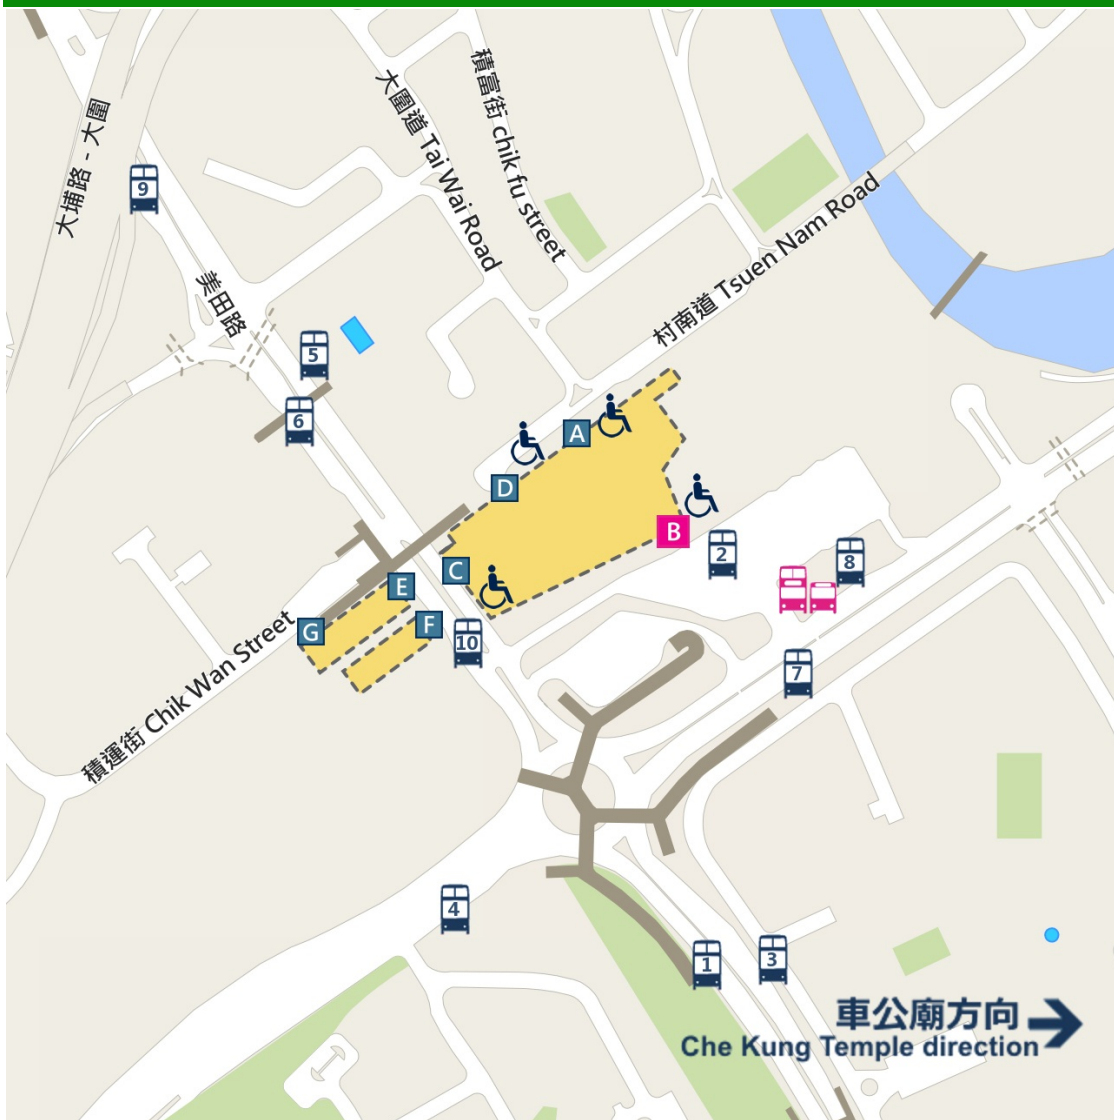 積富街 chik fu street
大圍道 Tai Wai Road
大埔路 - 大圍
9
村南道 Tsuen Nam Road
美田路
5
6
A
D
B
2
8
C
E
F
G
10
7
積運街 Chik Wan Street
4
1
3
車公廟方向
Che Kung Temple direction